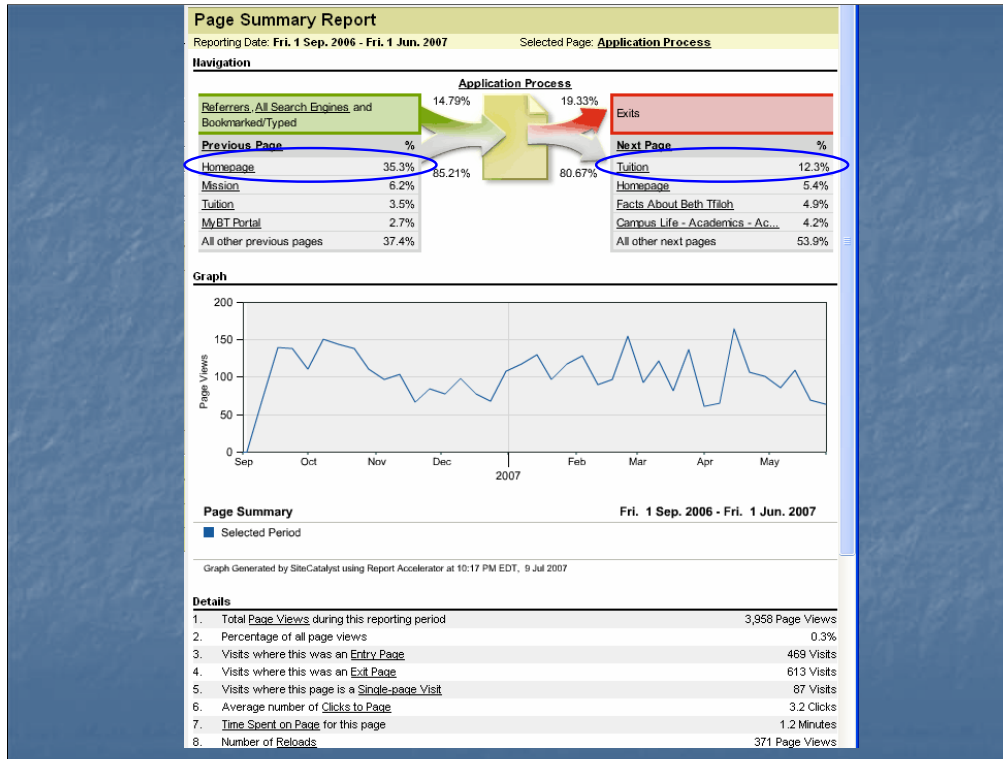 Page Summary Report
Reporting Date: Fri. 1 Sep. 2006 - Fri. 1 Jun. 2007 Selected Page: Application Process
Navigation
Application Process
14.79% 19.33%
Referrers, All Search Engines and
Bookmarked/Typed
Exits
Previous Page % Next Page %
Homepage 35.3% 85.21% 80.67% Tuition 12.3%
Mission 6.2% Homepage 5.4%
Tuition 3.5% Facts About Beth Tfiloh 4.9%
MyBT Portal 2.7% Campus Life - Academics - Ac... 4.2%
All other previous pages 37.4% All other next pages 53.9%
Graph
200
150
100
50
0
Page Views
Sep Oct Nov Dec Feb Mar Apr May
2007
Page Summary Fri. 1 Sep. 2006 - Fri. 1 Jun. 2007
Selected Period
Graph Generated by SiteCatalyst using Report Accelerator at 10:17 PM EDT, 9 Jul 2007
Details
1. Total Page Views during this reporting period 3,958 Page Views
2. Percentage of all page views 0.3%
3. Visits where this was an Entry Page 469 Visits
4. Visits where this was an Exit Page 613 Visits
5. Visits where this page is a Single-page Visit 87 Visits
6. Average number of Clicks to Page 3.2 Clicks
7. Time Spent on Page for this page 1.2 Minutes
8. Number of Reloads 371 Page Views